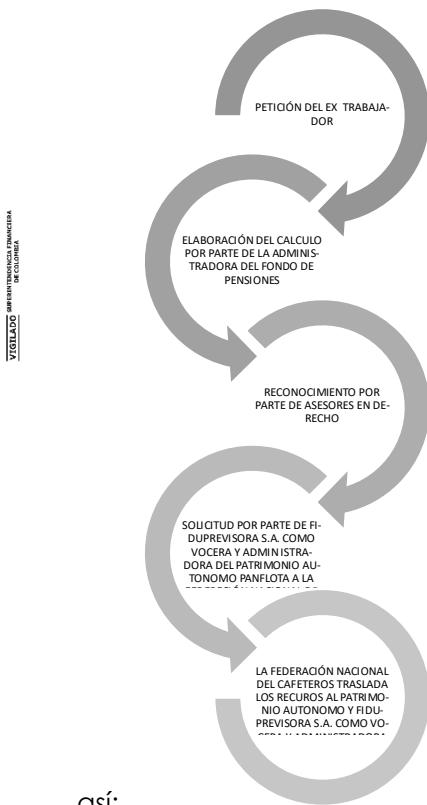 PETICIÓN DEL EX TRABAJA-
DOR
VIGILADO SUPERINTENDENCIA FINANCIERA
DE COLOMBIA
ELABORACIÓN DEL CALCULO
POR PARTE DE LA ADMINIS-
TRADORA DEL FONDO DE
PENSIONES
RECONOCIMIENTO POR
PARTE DE ASESORES EN DE-
RECHO
SOLICITUD POR PARTE DE FI-
DUPREVISORA S.A. COMO
VOCERA Y ADMINISTRA-
DORA DEL PATRIMONIO AU-
TONOMO PANFLOTA A LA
LA FEDERACIÓN NACIONAL
DEL CAFETEROS TRASLADA
LOS RECUROS AL PATRIMO-
NIO AUTONOMO Y FIDU-
PREVISORA S.A. COMO VO-
CERA Y ADMINISTRADORA
así: